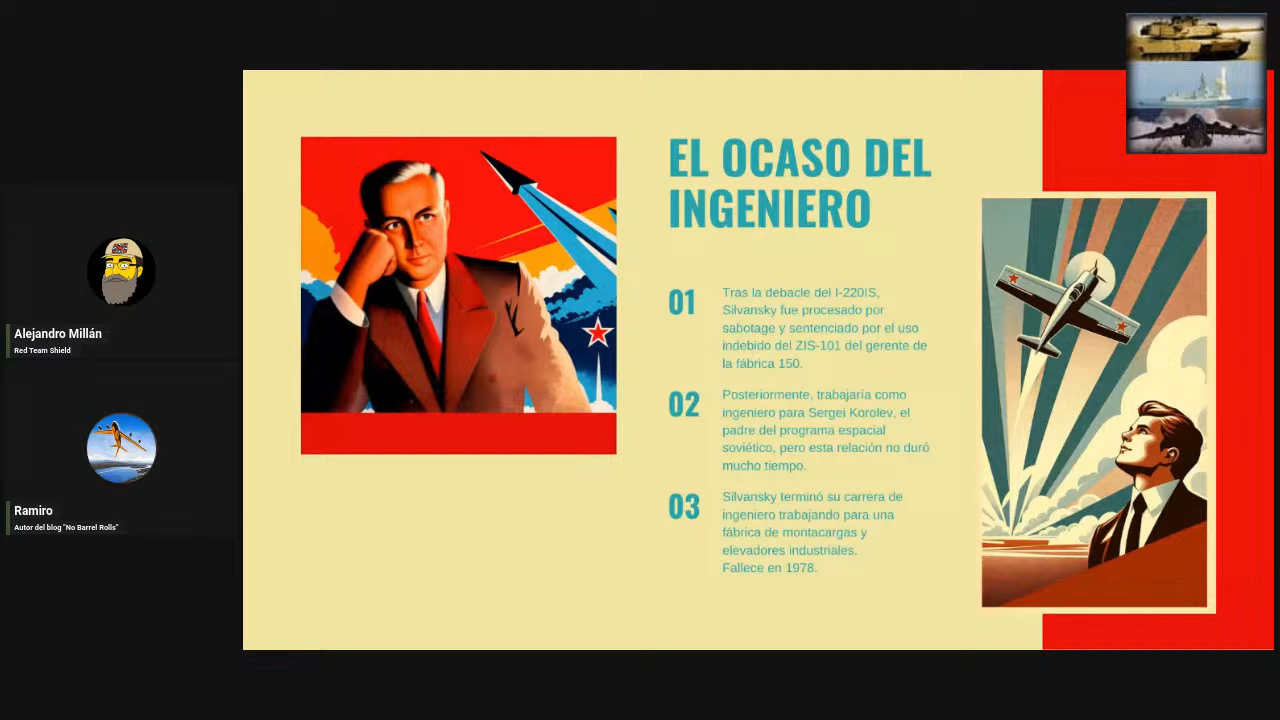 Alejandro Millán
Red Team Shield
Ramiro
Autor del blog "No Barrel Rolls"
EL OCASO DEL
INGENIERO
01
Tras la debacle del I-220IS,
Silvansky fue procesado por
sabotage y sentenciado por el uso
indebido del ZIS-101 del gerente de
la fábrica 150.
02
Posteriormente, trabajaría como
ingeniero para Sergei Korolev, el
padre del programa espacial
soviético, pero esta relación no duró
mucho tiempo.
03
Silvansky terminó su carrera de
ingeniero trabajando para una
fábrica de montacargas y
elevadores industriales.
Fallece en 1978.